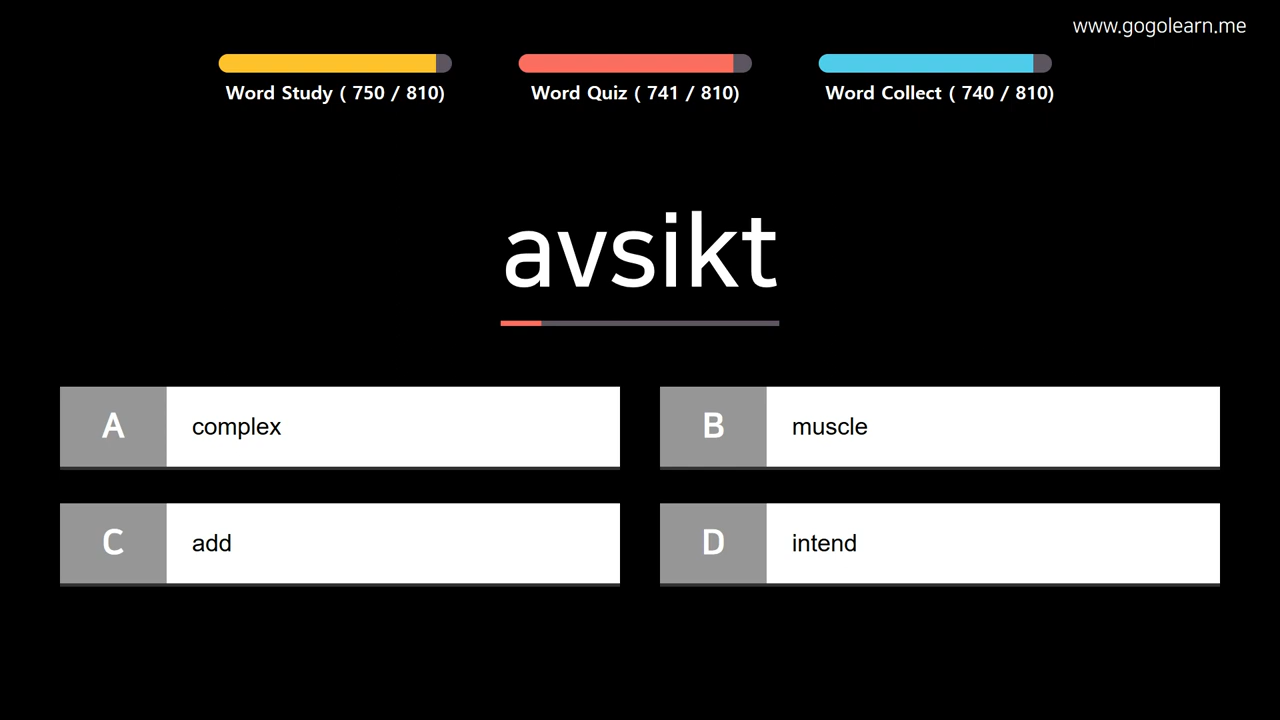 www.gogolearn.me
Word Study ( 750 / 810)
Word Quiz ( 741 / 810)
Word Collect ( 740 / 810)
avsikt
A complex
B muscle
C add
D intend